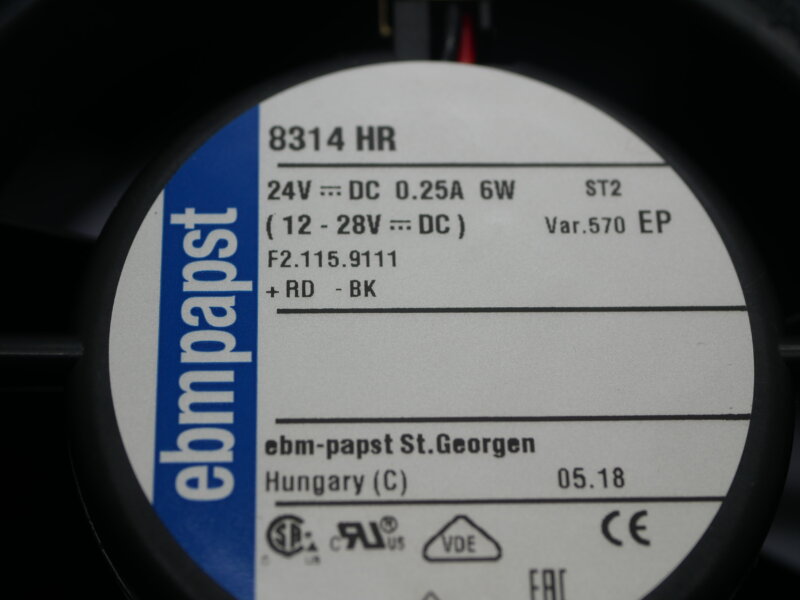 8314 HR
24V ⎓ DC 0.25A 6W ST2
( 12 - 28V ⎓ DC ) Var.570 EP
F2.115.9111
+ RD - BK
ebmpapst
ebm-papst St.Georgen
Hungary (C) 05.18
VDE
CE
EAC